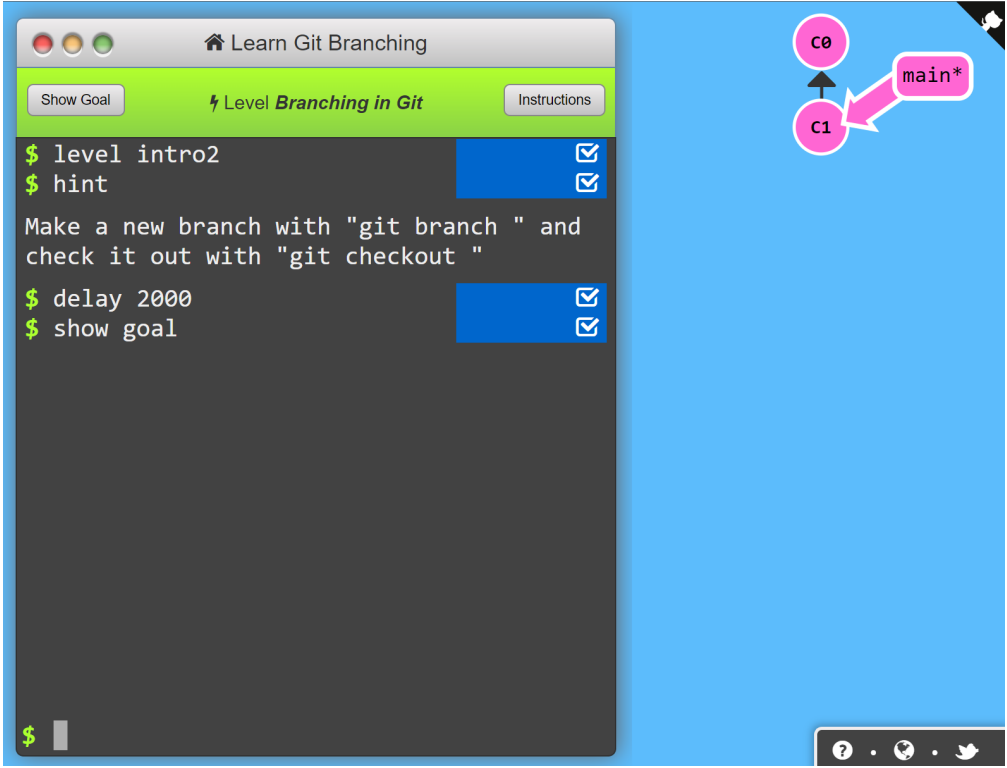 Learn Git Branching
Show Goal
Level Branching in Git
Instructions
$ level intro2
$ hint
Make a new branch with "git branch " and
check it out with "git checkout "
$ delay 2000
$ show goal
$
C0
main*
C1
?